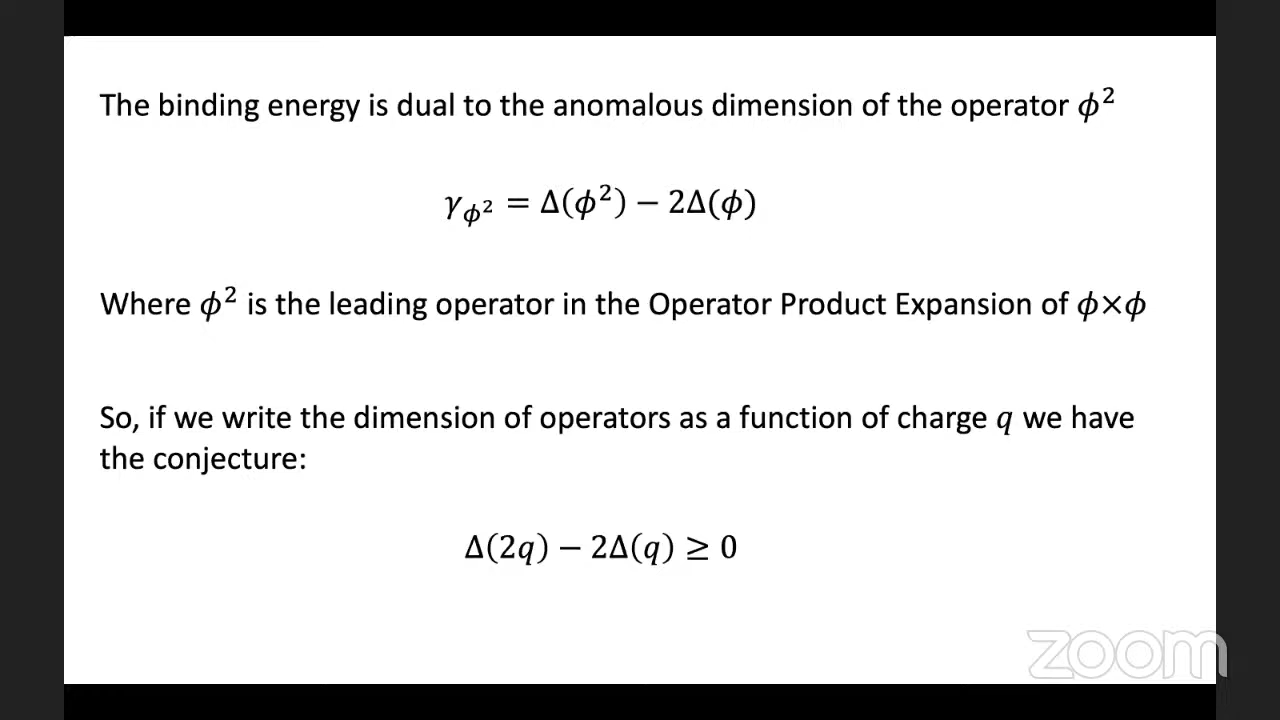 The binding energy is dual to the anomalous dimension of the operator 𝜙²
𝛾_{𝜙²} = Δ(𝜙²) − 2Δ(𝜙)
Where 𝜙² is the leading operator in the Operator Product Expansion of 𝜙×𝜙
So, if we write the dimension of operators as a function of charge 𝑞 we have
the conjecture:
Δ(2𝑞) − 2Δ(𝑞) ≥ 0
zoom